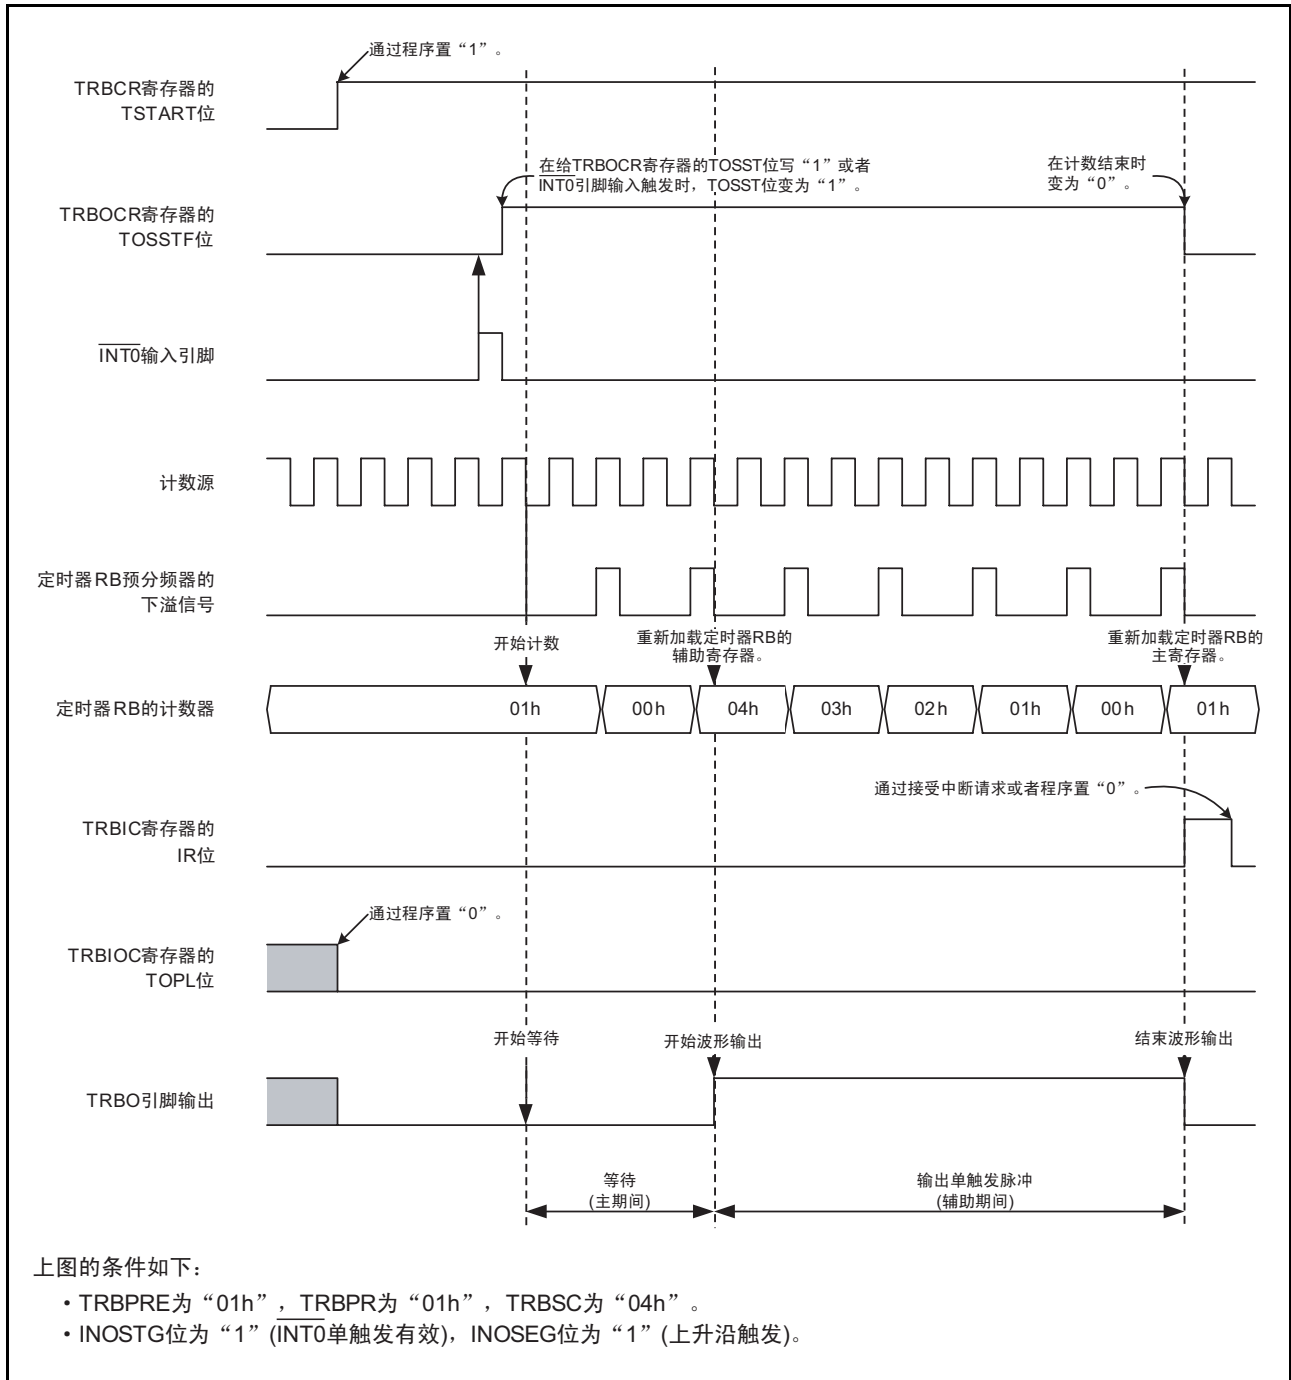 通过程序置“1”。
TRBCR寄存器的
TSTART位
在给TRBOCR寄存器的TOSST位写“1”或者
INT0引脚输入触发时，TOSST位变为“1”。
在计数结束时
变为“0”。
TRBOCR寄存器的
TOSSTF位
INT0输入引脚
计数源
定时器RB预分频器的
下溢信号
开始计数
重新加载定时器RB的
辅助寄存器。
重新加载定时器RB的
主寄存器。
定时器RB的计数器
01h
00h
04h
03h
02h
01h
00h
01h
通过接受中断请求或者程序置“0”。
TRBIC寄存器的
IR位
通过程序置“0”。
TRBIOC寄存器的
TOPL位
开始等待
开始波形输出
结束波形输出
TRBO引脚输出
等待
(主期间)
输出单触发脉冲
(辅助期间)
上图的条件如下：
•TRBPRE为“01h”，TRBPR为“01h”，TRBSC为“04h”。
•INOSTG位为“1”(INT0单触发有效)，INOSEG位为“1”(上升沿触发)。